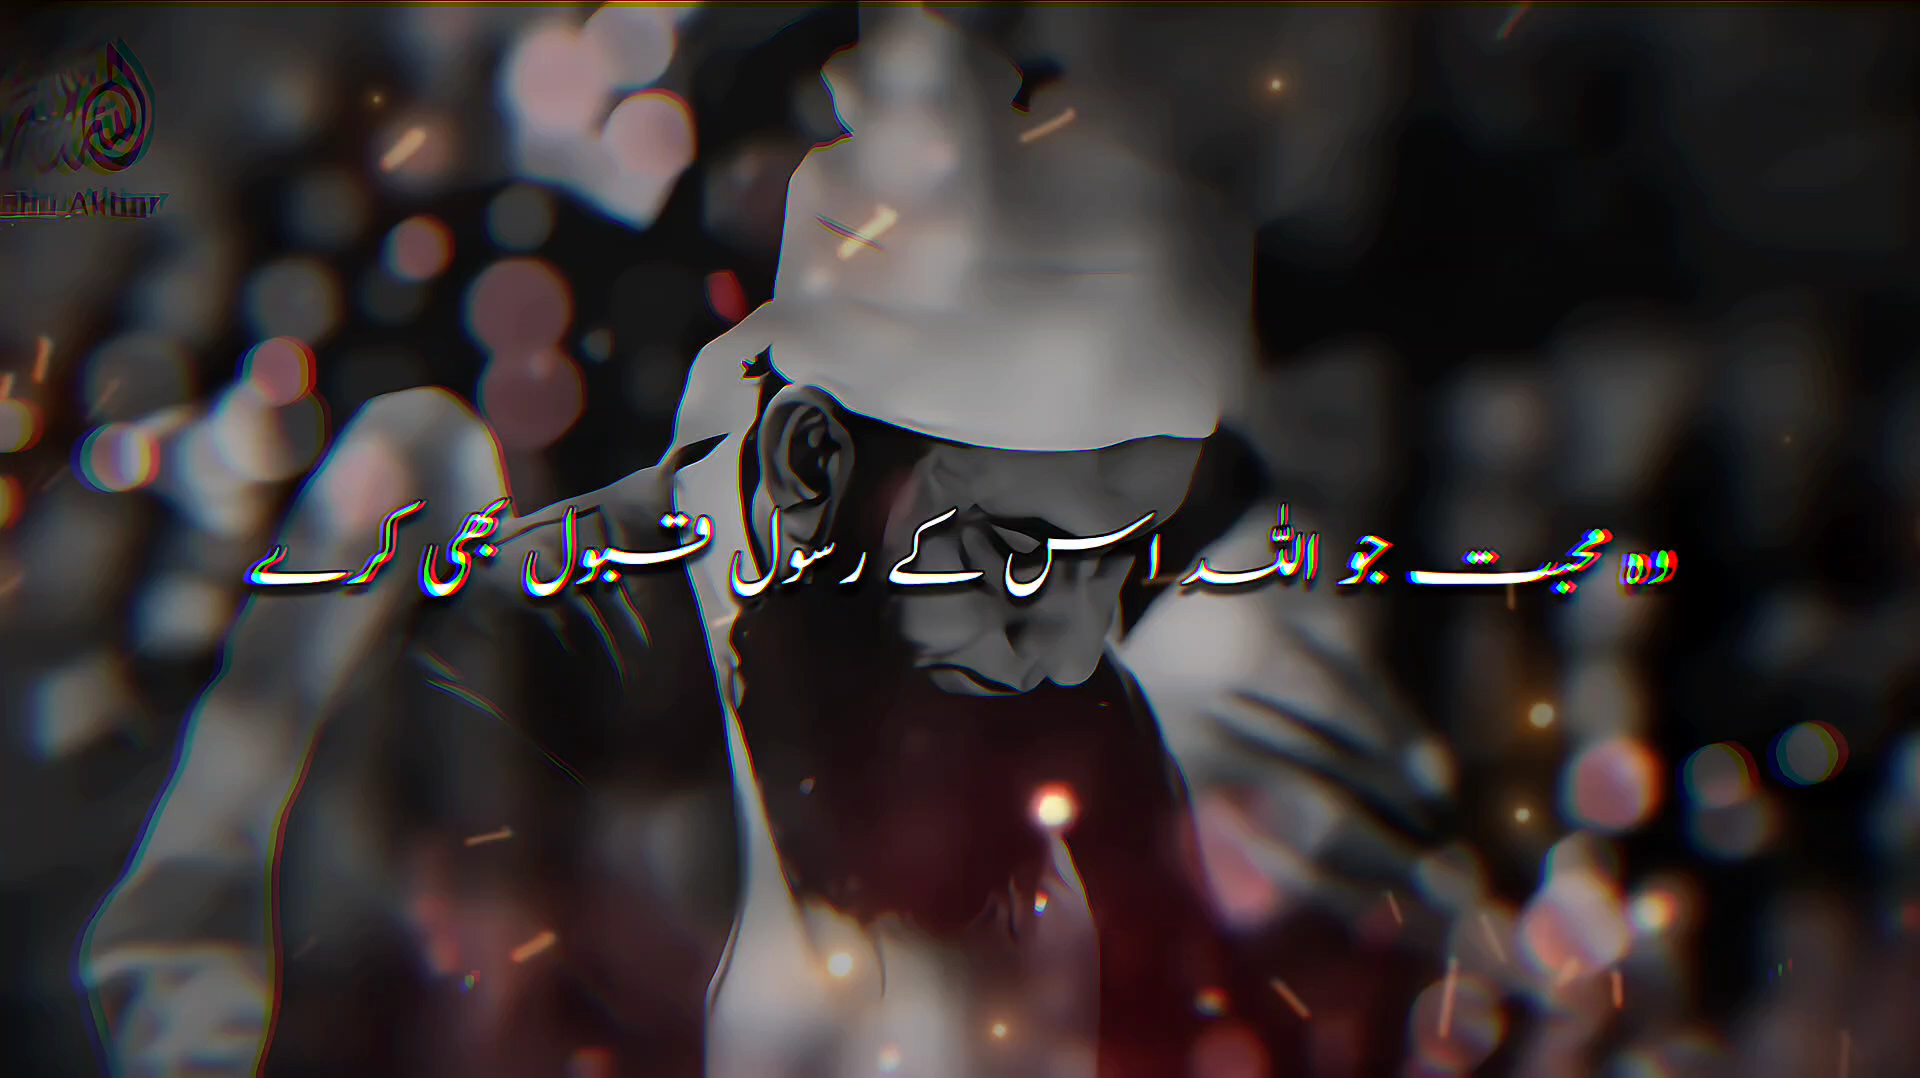 وہ محبت جو اللہ اس کے رسول قبول بھی کرے